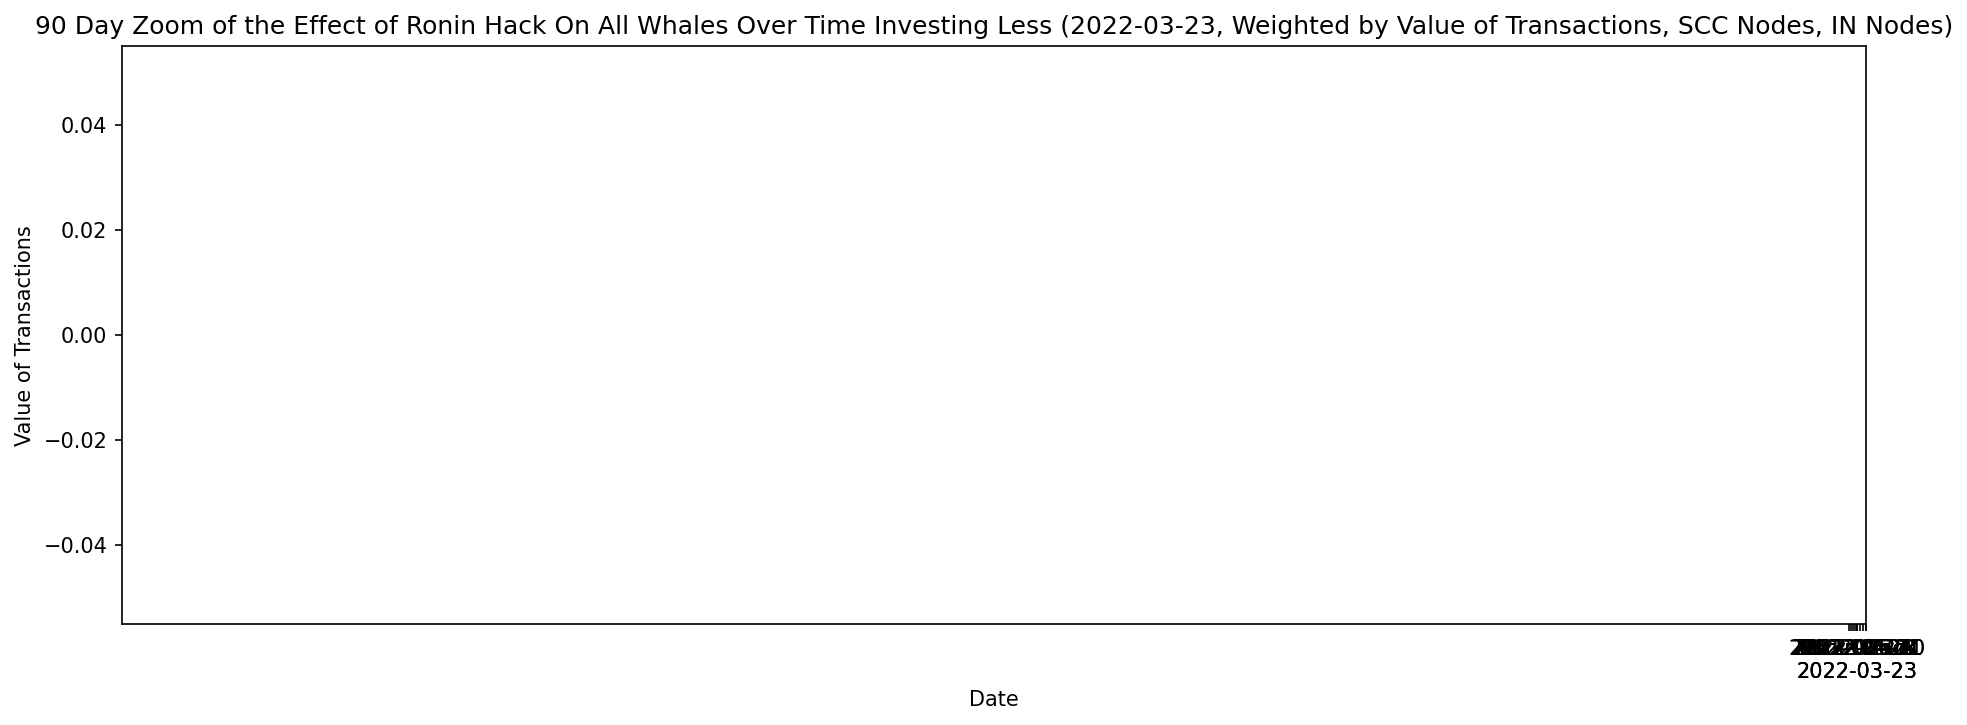 90 Day Zoom of the Effect of Ronin Hack On All Whales Over Time Investing Less (2022-03-23, Weighted by Value of Transactions, SCC Nodes, IN Nodes)
Value of Transactions
0.04
0.02
0.00
−0.02
−0.04
2022-03-23
Date